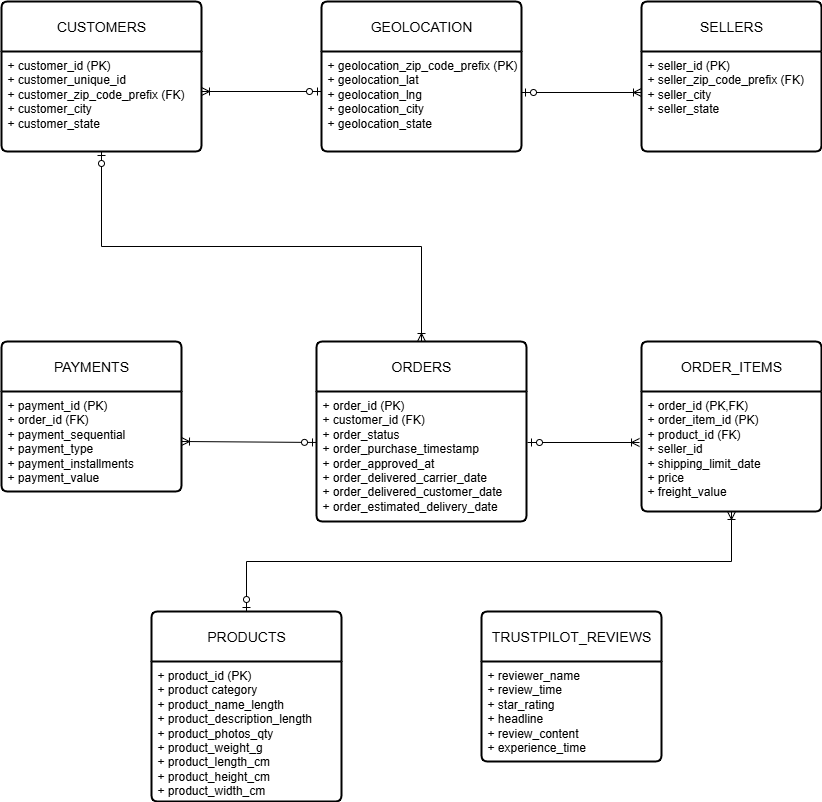 CUSTOMERS
+ customer_id (PK)
+ customer_unique_id
+ customer_zip_code_prefix (FK)
+ customer_city
+ customer_state
GEOLOCATION
+ geolocation_zip_code_prefix (PK)
+ geolocation_lat
+ geolocation_lng
+ geolocation_city
+ geolocation_state
SELLERS
+ seller_id (PK)
+ seller_zip_code_prefix (FK)
+ seller_city
+ seller_state
PAYMENTS
+ payment_id (PK)
+ order_id (FK)
+ payment_sequential
+ payment_type
+ payment_installments
+ payment_value
ORDERS
+ order_id (PK)
+ customer_id (FK)
+ order_status
+ order_purchase_timestamp
+ order_approved_at
+ order_delivered_carrier_date
+ order_delivered_customer_date
+ order_estimated_delivery_date
ORDER_ITEMS
+ order_id (PK,FK)
+ order_item_id (PK)
+ product_id (FK)
+ seller_id
+ shipping_limit_date
+ price
+ freight_value
PRODUCTS
+ product_id (PK)
+ product category
+ product_name_length
+ product_description_length
+ product_photos_qty
+ product_weight_g
+ product_length_cm
+ product_height_cm
+ product_width_cm
TRUSTPILOT_REVIEWS
+ reviewer_name
+ review_time
+ star_rating
+ headline
+ review_content
+ experience_time